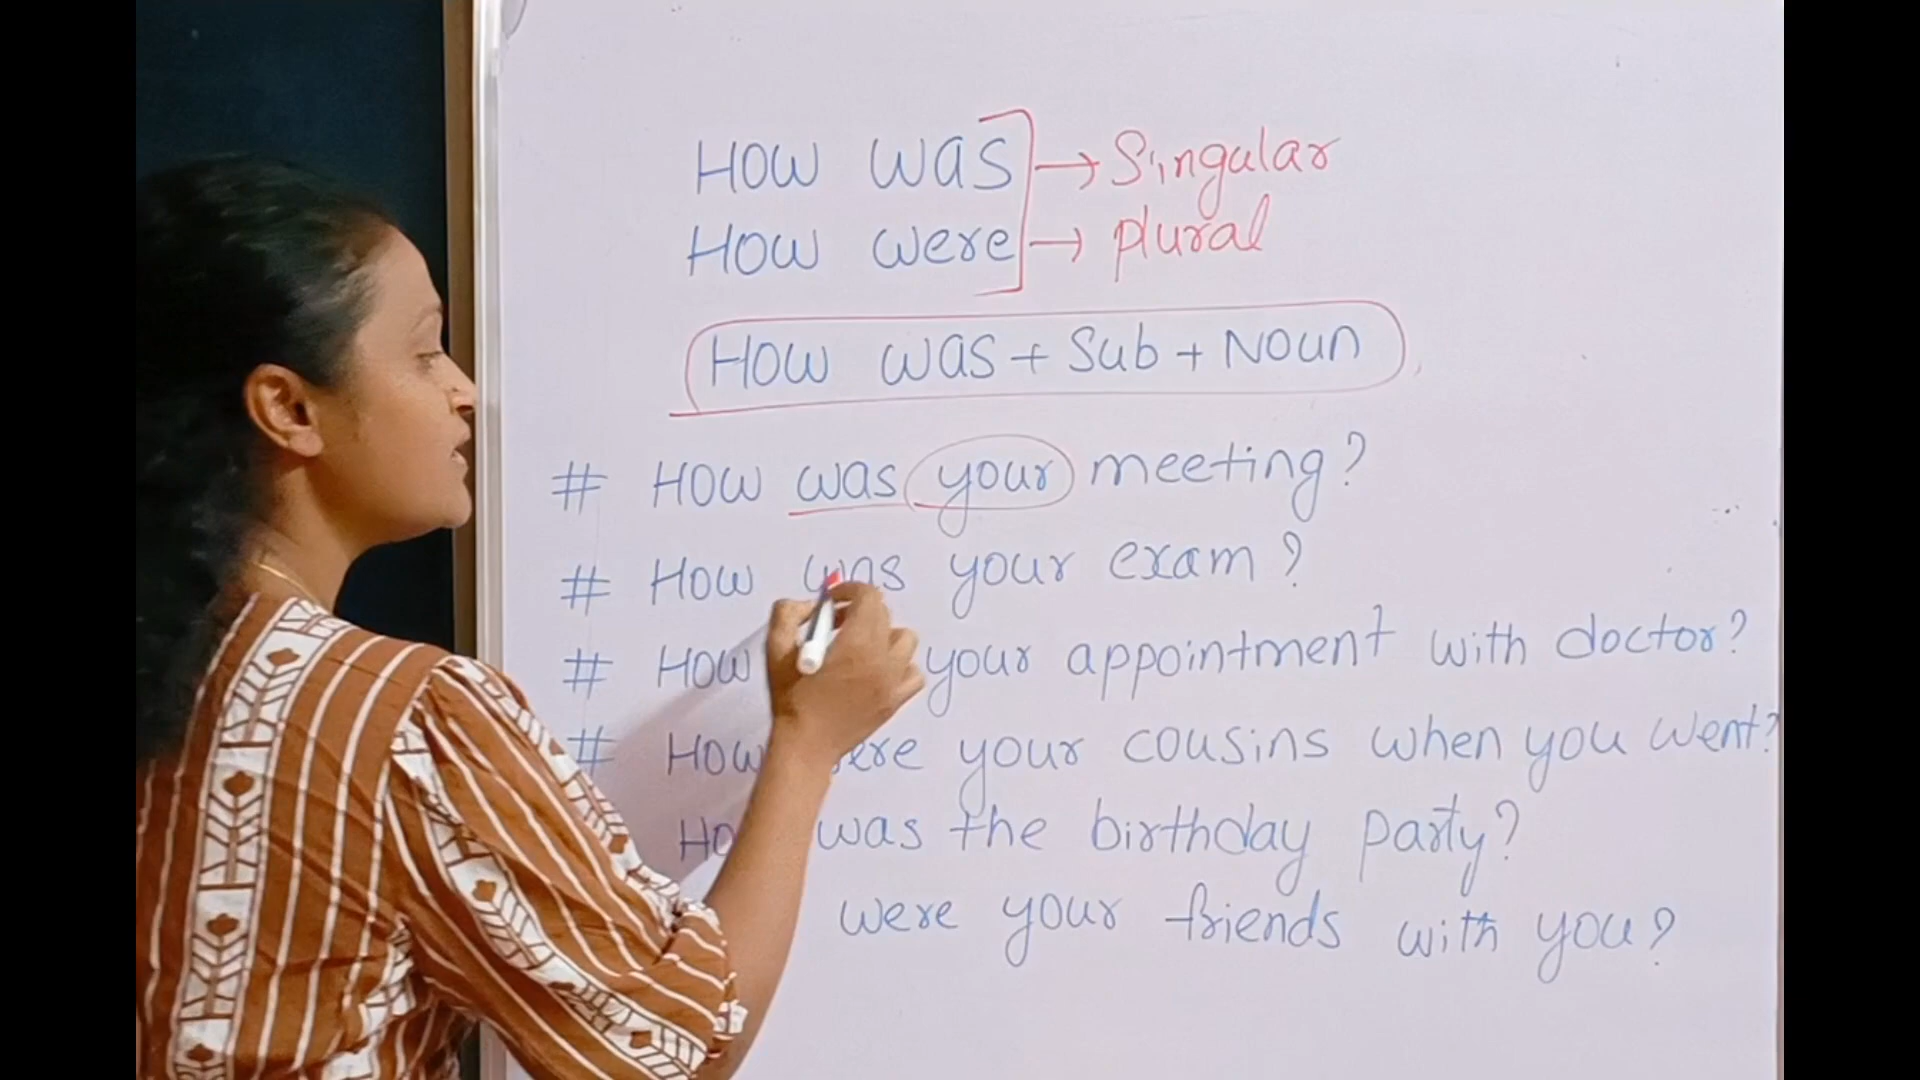 How was → Singular
How were → plural
How was + Sub + Noun
# How was your meeting?
# How was your exam?
# How your appointment with doctor?
# How were your cousins when you went?
How was the birthday party?
were your friends with you?